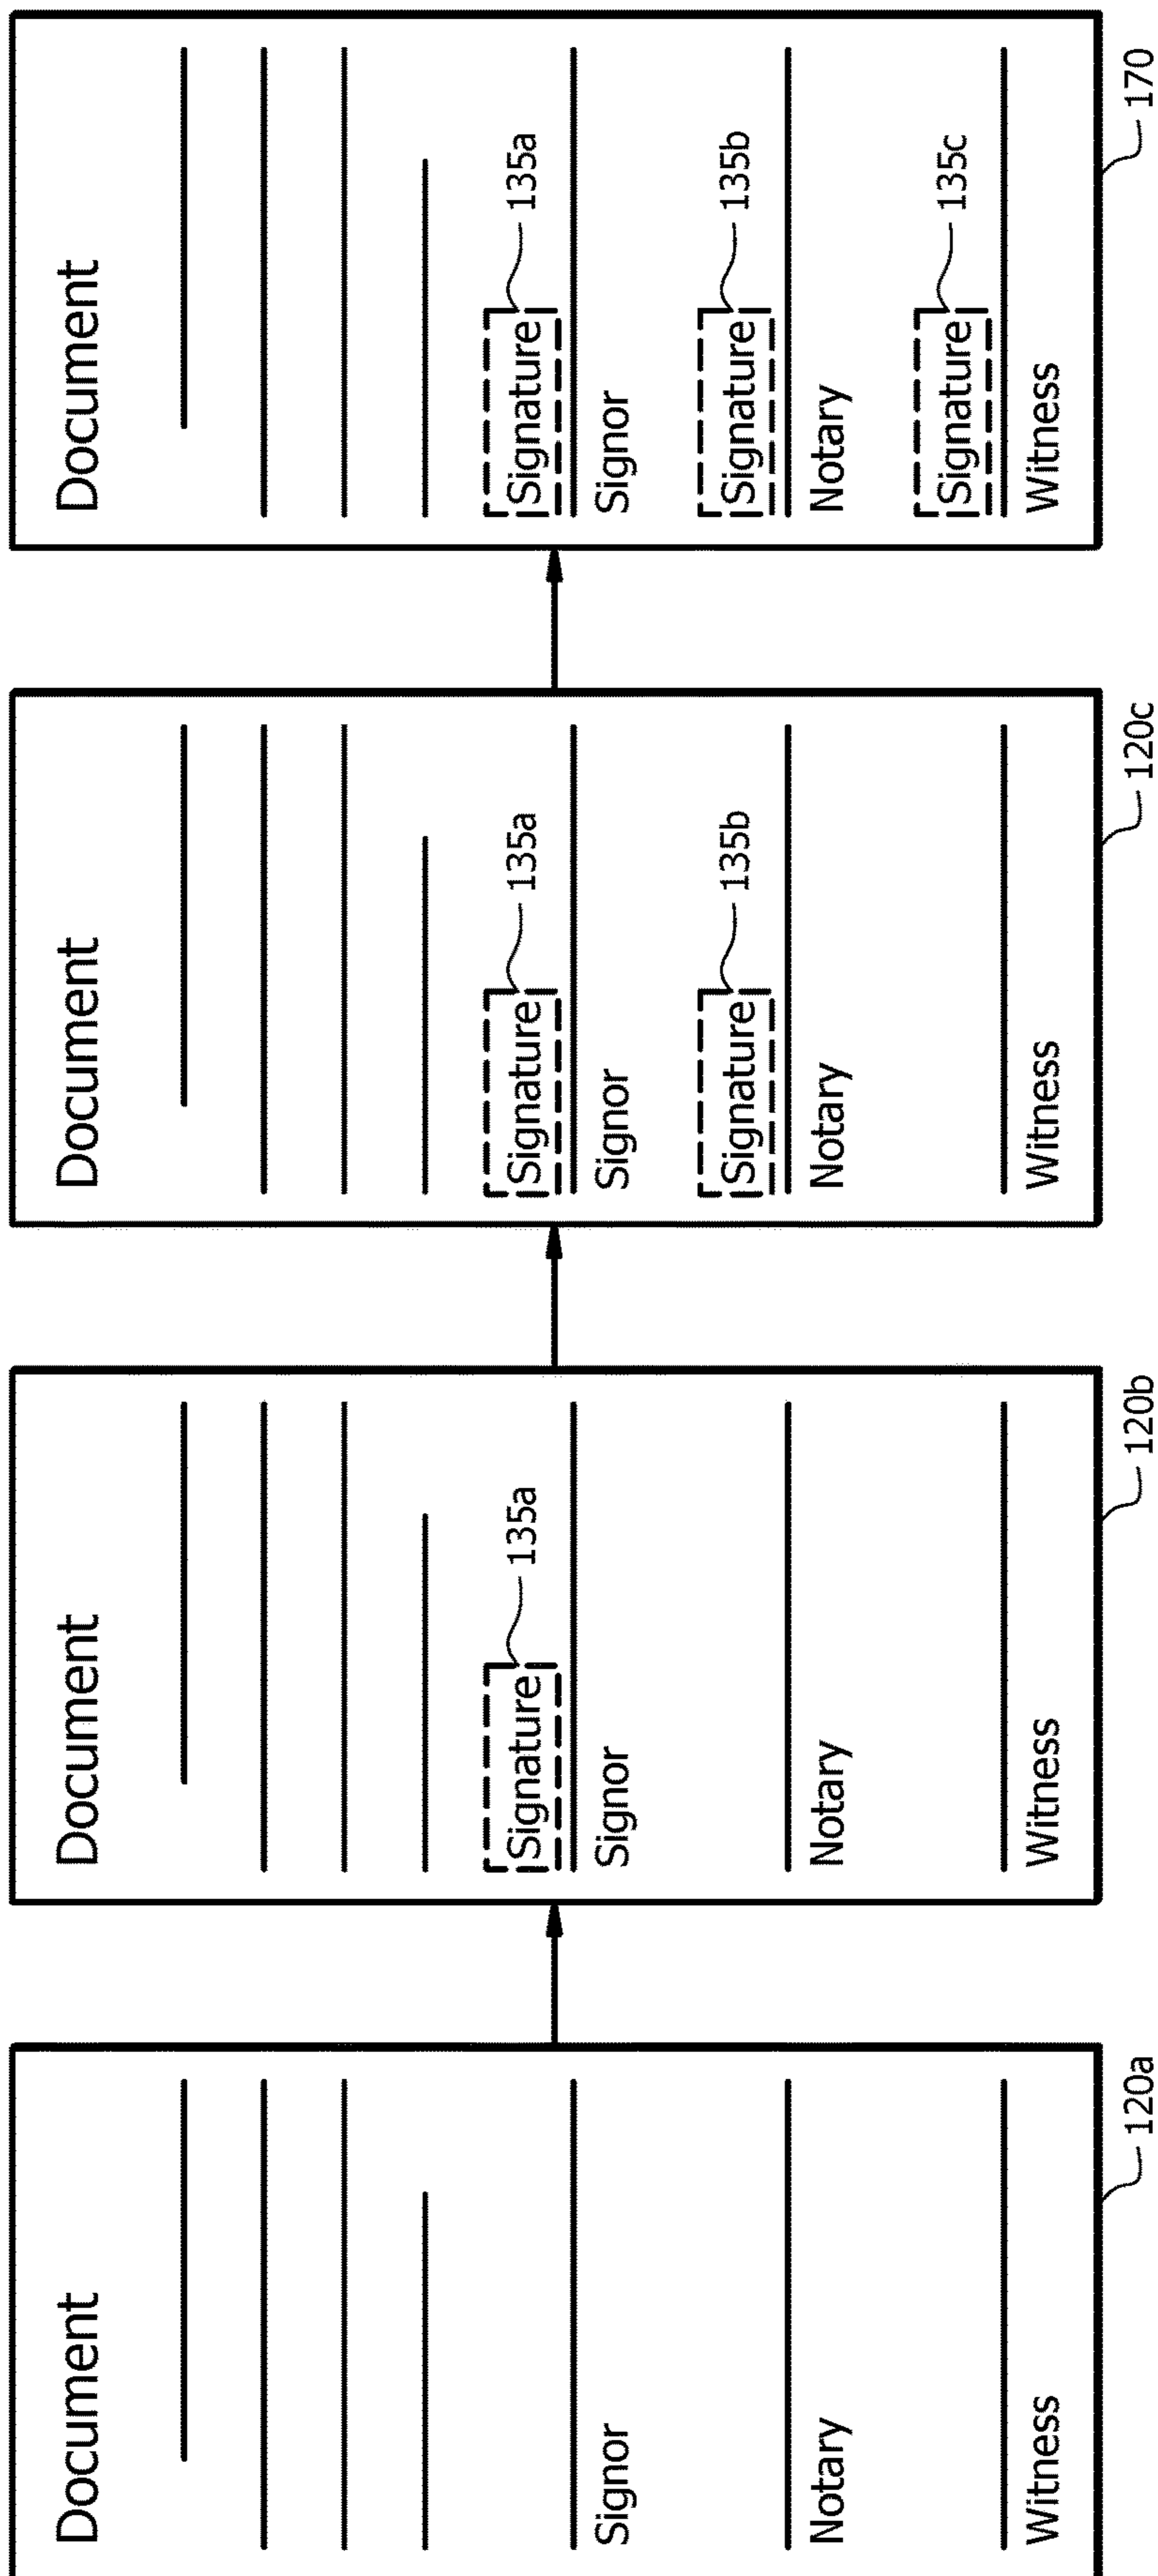 Document
Signor
Notary
Witness
120a
Document
Signature
135a
Signor
Notary
Witness
120b
Document
Signature
135a
Signor
Signature
135b
Notary
Witness
120c
Document
Signature
135a
Signor
Signature
135b
Notary
Signature
135c
Witness
170